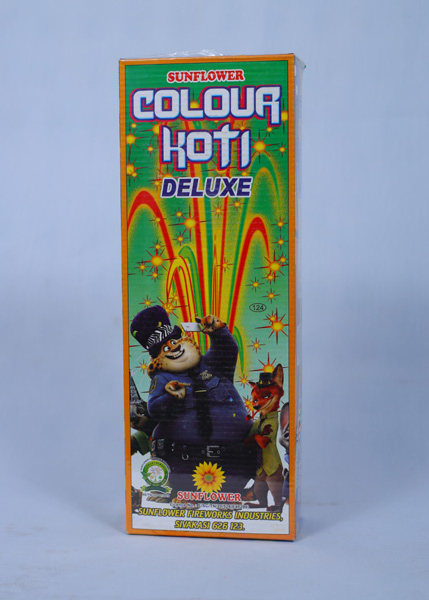 SUNFLOWER
COLOUR
KOTI
DELUXE
124
SUNFLOWER
SUNFLOWER FIREWORKS INDUSTRIES,
SIVAKASI 626 123.